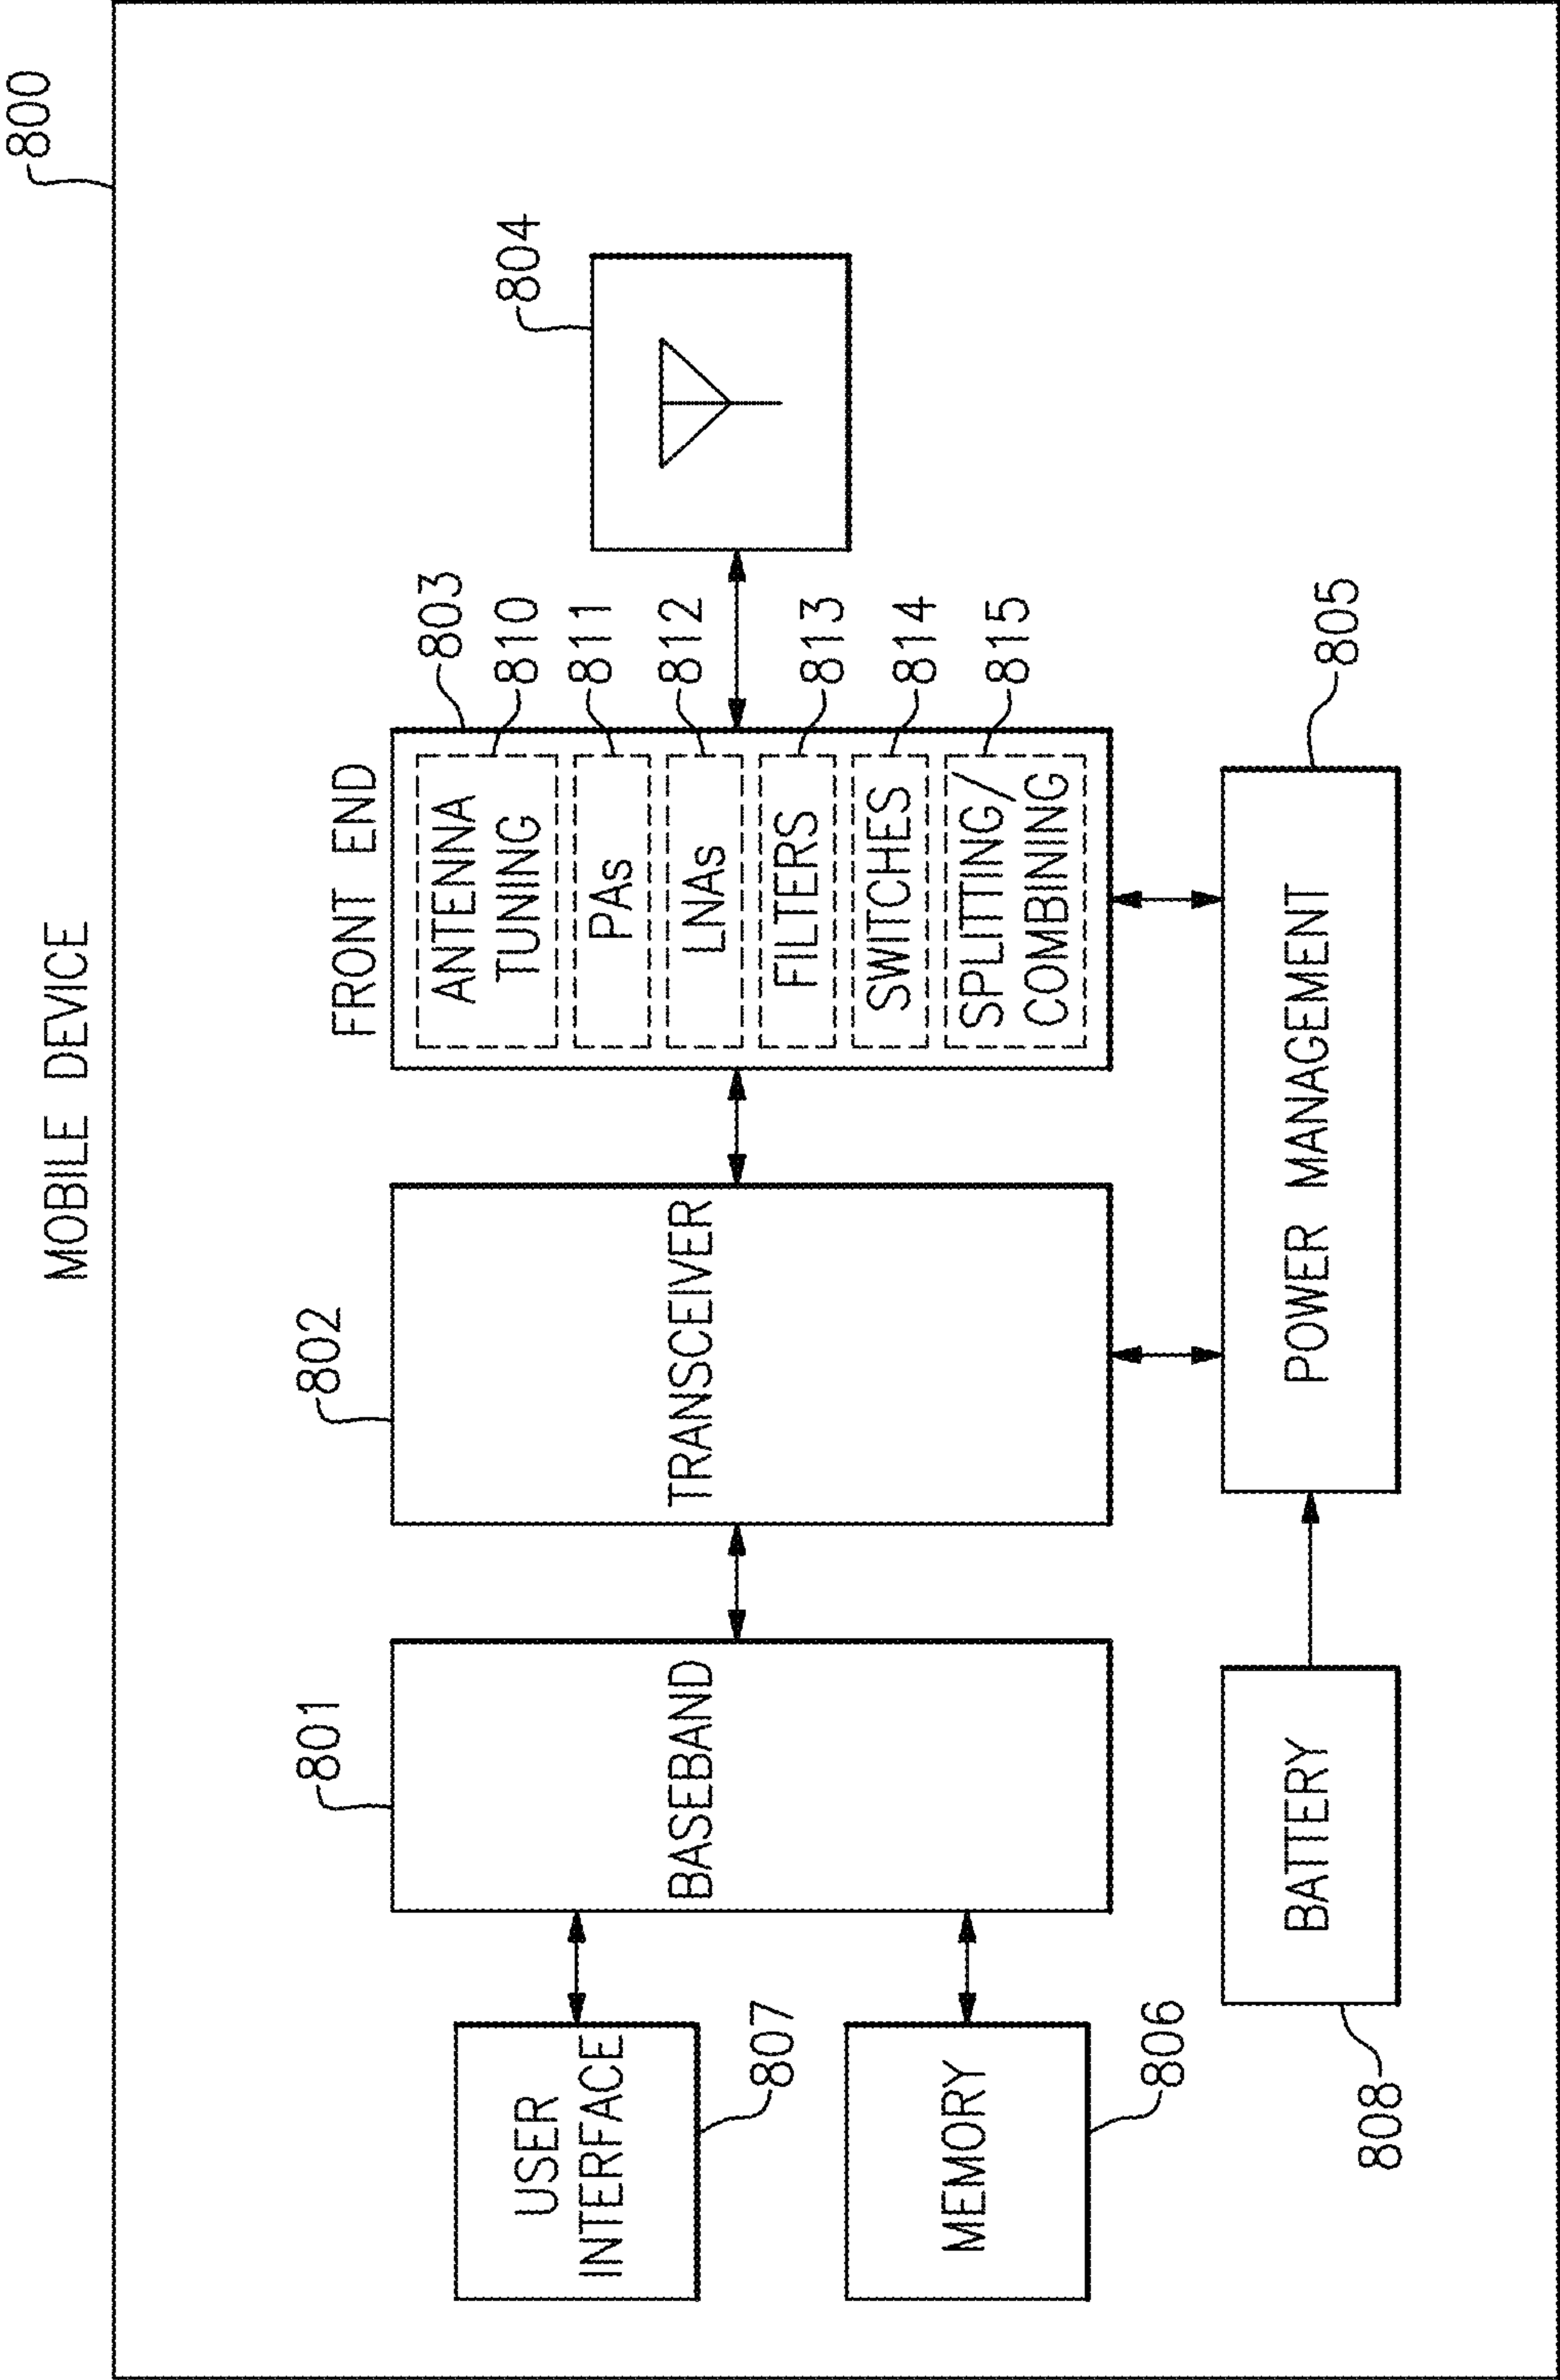 MOBILE DEVICE
800
FRONT END
801
802
803
804
810
811
812
813
814
815
USER
INTERFACE
807
MEMORY
806
BASEBAND
TRANSCEIVER
ANTENNA
TUNING
PAs
LNAs
FILTERS
SWITCHES
SPLITTING/
COMBINING
BATTERY
808
POWER MANAGEMENT
805